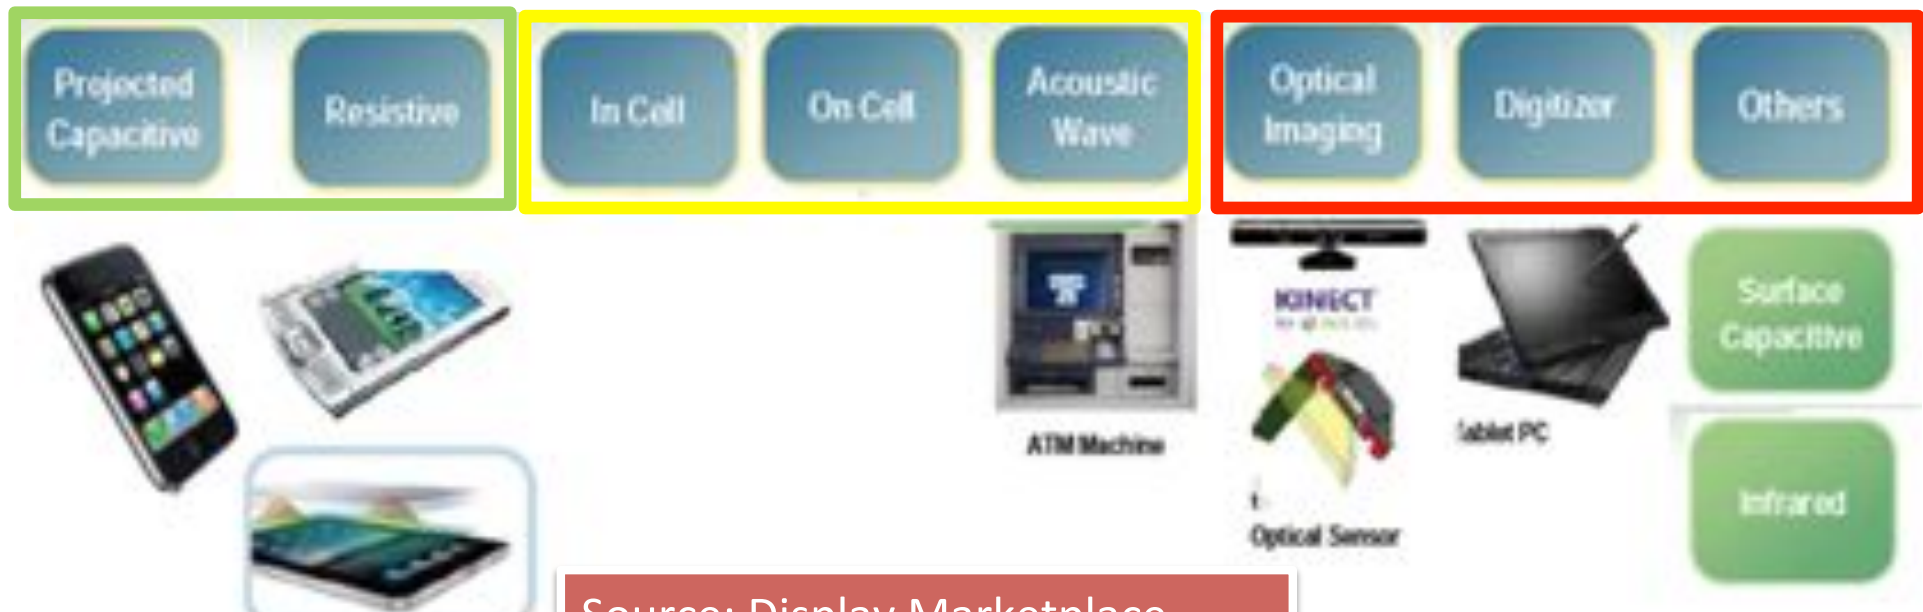 Projected
Capacitive
Resistive
In Cell
On Cell
Acoustic
Wave
Optical
Imaging
Digitizer
Others
ATM Machine
KINECT
Optical Sensor
Tablet PC
Surface
Capacitive
Infrared
Source: Display Marketplace